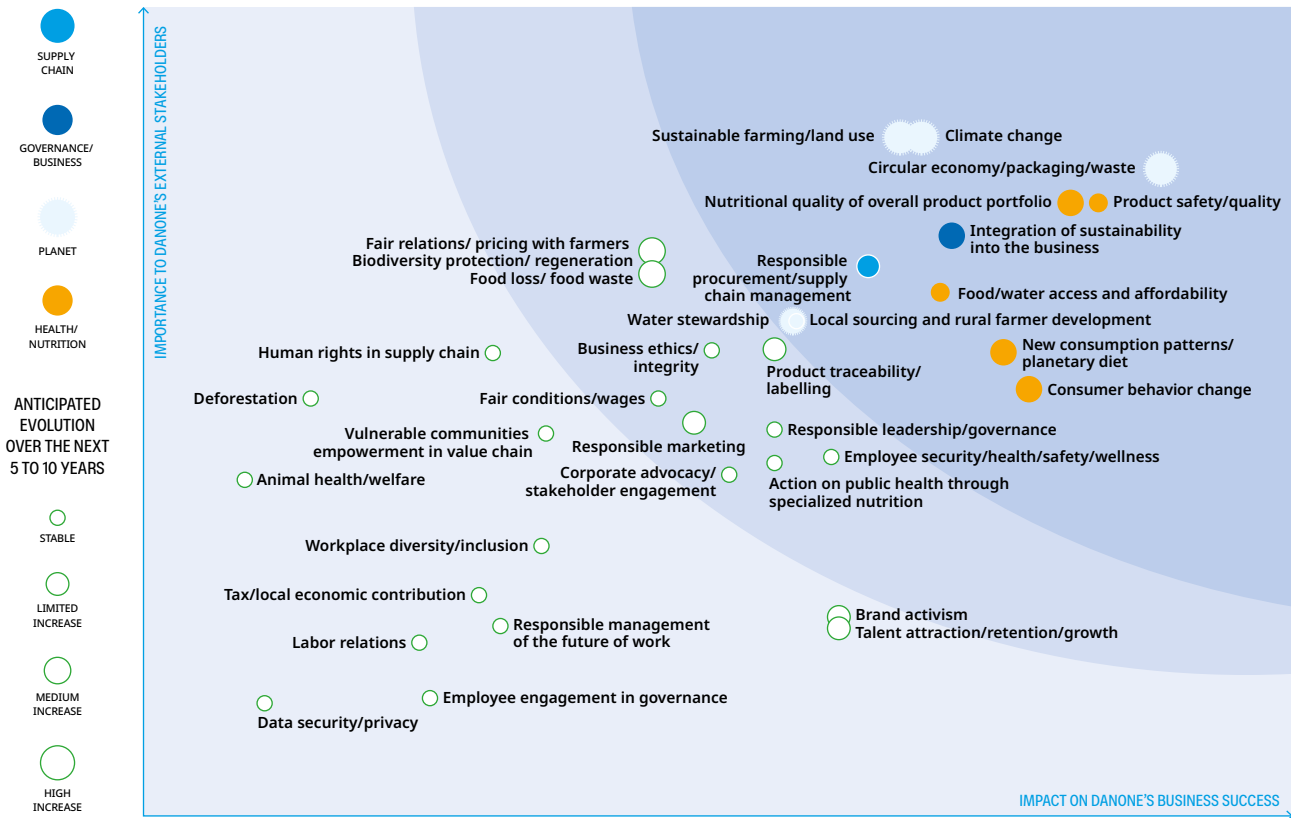 SUPPLY
CHAIN
GOVERNANCE/
BUSINESS
PLANET
HEALTH/
NUTRITION
ANTICIPATED
EVOLUTION
OVER THE NEXT
5 TO 10 YEARS
STABLE
LIMITED
INCREASE
MEDIUM
INCREASE
HIGH
INCREASE
IMPORTANCE TO DANONE'S EXTERNAL STAKEHOLDERS
Sustainable farming/land use
Climate change
Circular economy/packaging/waste
Nutritional quality of overall product portfolio
Product safety/quality
Integration of sustainability
into the business
Fair relations/ pricing with farmers
Biodiversity protection/ regeneration
Food loss/ food waste
Responsible
procurement/supply
chain management
Food/water access and affordability
Water stewardship
Local sourcing and rural farmer development
Human rights in supply chain
Business ethics/
integrity
Product traceability/
labelling
New consumption patterns/
planetary diet
Consumer behavior change
Deforestation
Fair conditions/wages
Vulnerable communities
empowerment in value chain
Responsible marketing
Responsible leadership/governance
Employee security/health/safety/wellness
Animal health/welfare
Corporate advocacy/
stakeholder engagement
Action on public health through
specialized nutrition
Workplace diversity/inclusion
Tax/local economic contribution
Responsible management
of the future of work
Labor relations
Brand activism
Talent attraction/retention/growth
Employee engagement in governance
Data security/privacy
IMPACT ON DANONE'S BUSINESS SUCCESS